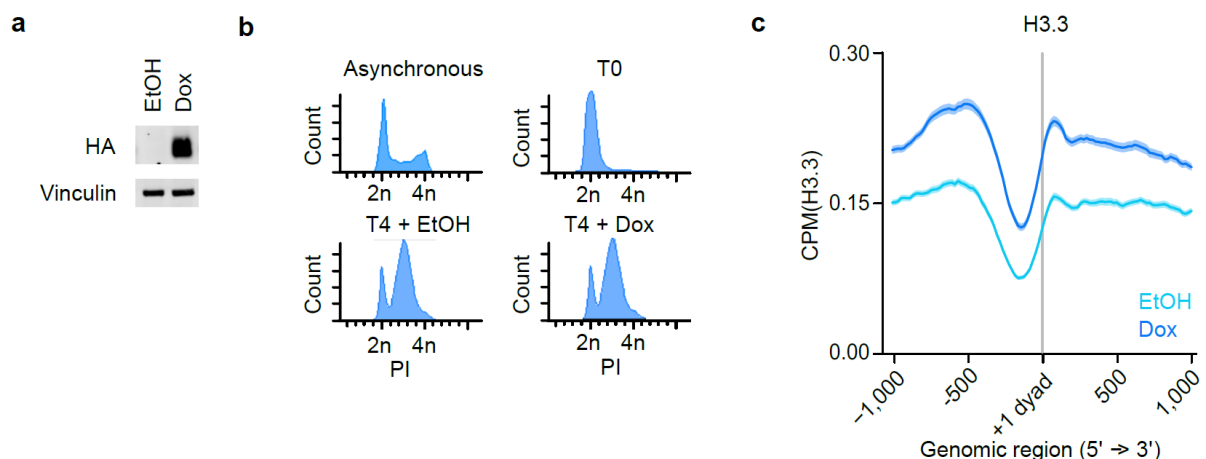 a
EtOH
Dox
HA
Vinculin
b
Asynchronous
T0
Count
Count
2n
4n
2n
4n
T4 + EtOH
T4 + Dox
Count
Count
2n
4n
2n
4n
PI
PI
c
H3.3
CPM(H3.3)
0.30
0.15
0.00
EtOH
Dox
−1,000
-500
+1 dyad
500
1,000
Genomic region (5' → 3')